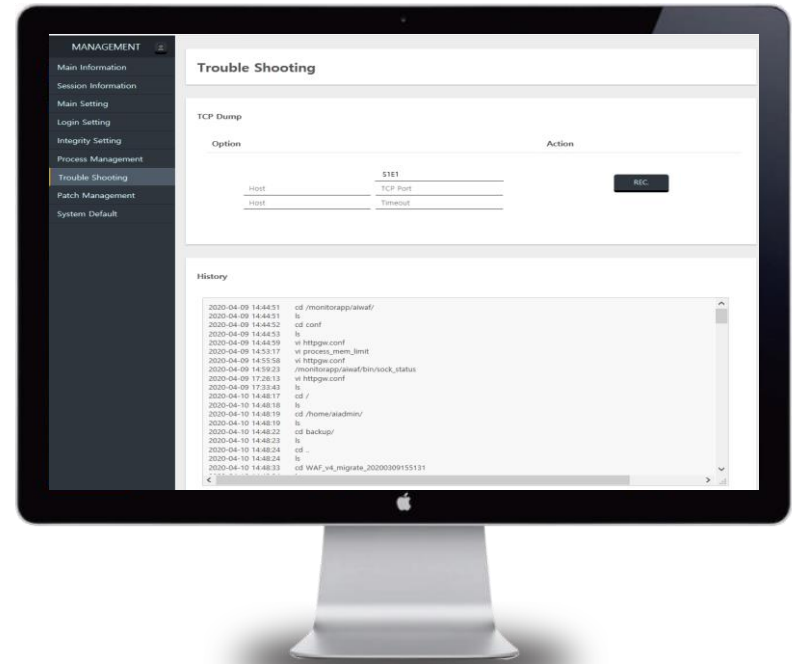 MANAGEMENT
Main Information
Session Information
Main Setting
Login Setting
Integrity Setting
Process Management
Trouble Shooting
Patch Management
System Default
Trouble Shooting
TCP Dump
Option Action
S1E1
Host TCP Port
Host Timeout
REC.
History
2020-04-09 14:44:51 cd /monitorapp/aiwaf/
2020-04-09 14:44:51 ls
2020-04-09 14:44:52 cd conf
2020-04-09 14:44:53 ls
2020-04-09 14:44:59 vi httpgw.conf
2020-04-09 14:53:17 vi process_mem_limit
2020-04-09 14:55:58 vi httpgw.conf
2020-04-09 14:59:23 /monitorapp/aiwaf/bin/sock_status
2020-04-09 17:28:13 vi httpgw.conf
2020-04-09 17:33:43 ls
2020-04-10 14:48:17 cd /
2020-04-10 14:48:18 ls
2020-04-10 14:48:19 cd /home/aiadmin/
2020-04-10 14:48:19 ls
2020-04-10 14:48:22 cd backup/
2020-04-10 14:48:23 ls
2020-04-10 14:48:24 cd ..
2020-04-10 14:48:24 ls
2020-04-10 14:48:33 cd WAF_v4_migrate_20200309155131